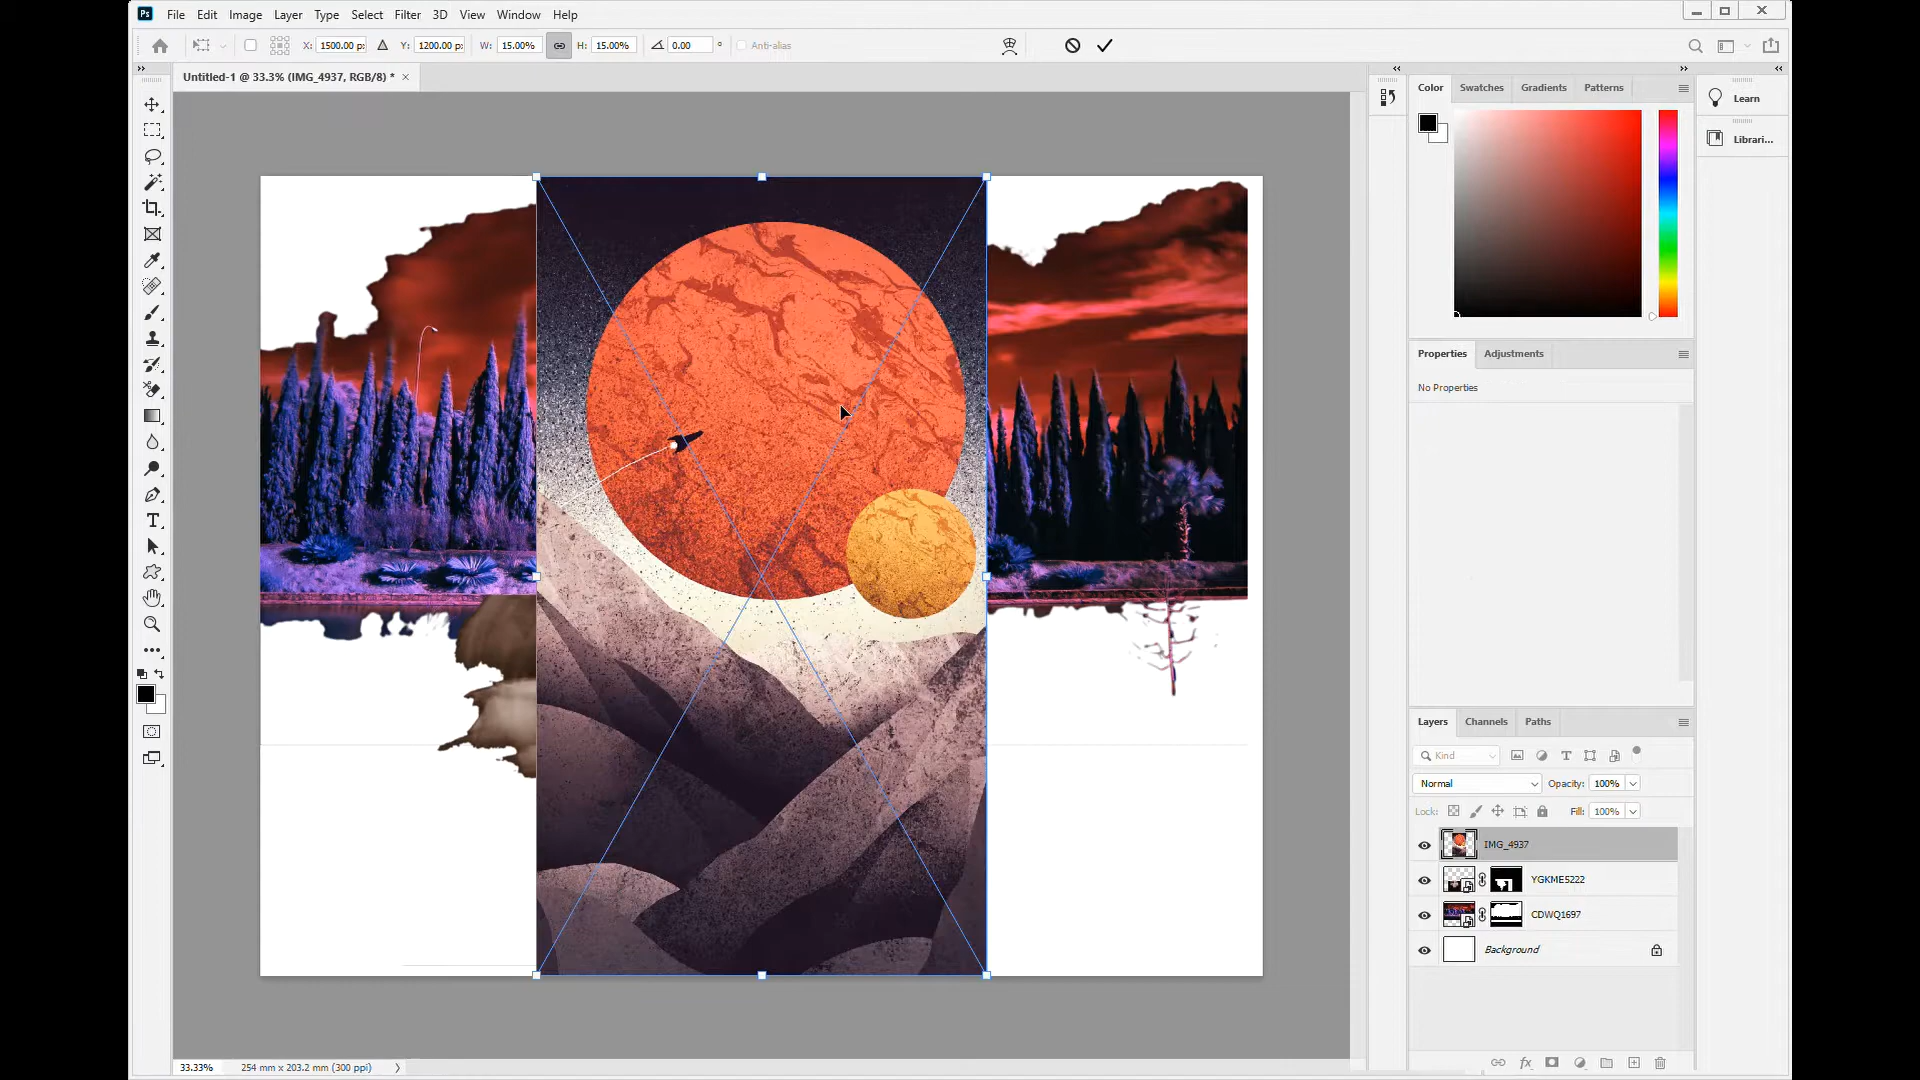 Ps File Edit Image Layer Type Select Filter 3D View Window Help
X: 1500.00 p: Y: 1200.00 p: W: 15.00% H: 15.00% 0.00 ° Anti-alias
Untitled-1 @ 33.3% (IMG_4937, RGB/8) *
Color Swatches Gradients Patterns
Learn
Librari...
Properties Adjustments
No Properties
Layers Channels Paths
Kind
Normal Opacity: 100%
Lock: Fill: 100%
IMG_4937
YGKME5222
CDWQ1697
Background
33.33% 254 mm x 203.2 mm (300 ppi)